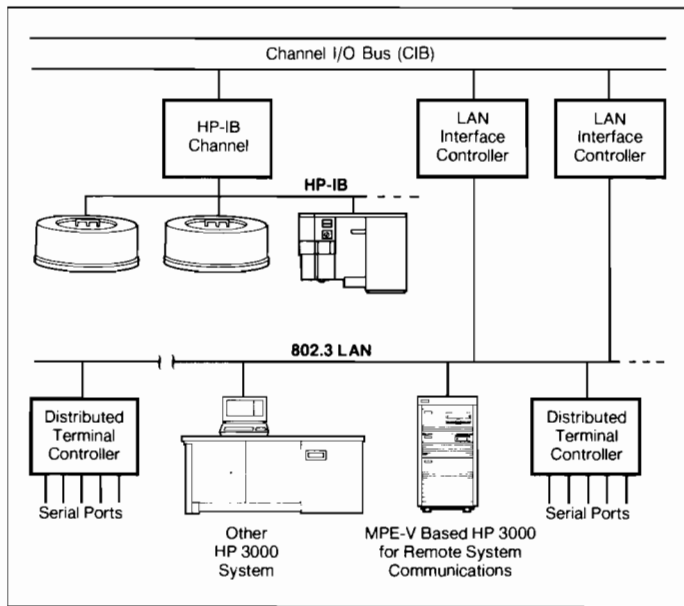 Channel I/O Bus (CIB)
HP-IB
Channel
LAN
Interface
Controller
LAN
Interface
Controller
HP-IB
802.3 LAN
Distributed
Terminal
Controller
Serial Ports
Other
HP 3000
System
MPE-V Based HP 3000
for Remote System
Communications
Distributed
Terminal
Controller
Serial Ports